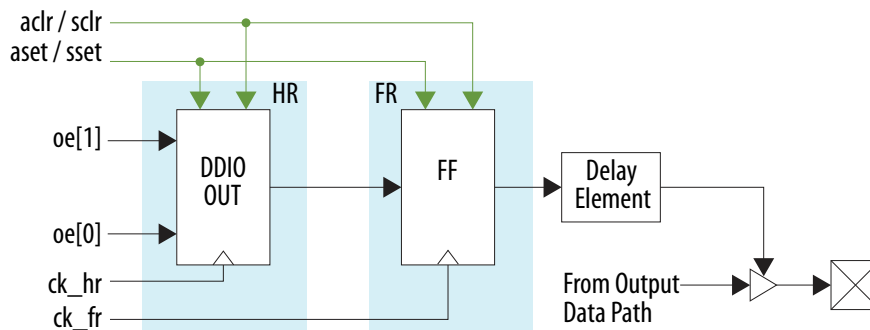 aclr / sclr
aset / sset
HR
FR
oe[1]
DDIO
OUT
FF
Delay
Element
oe[0]
ck_hr
From Output
Data Path
ck_fr